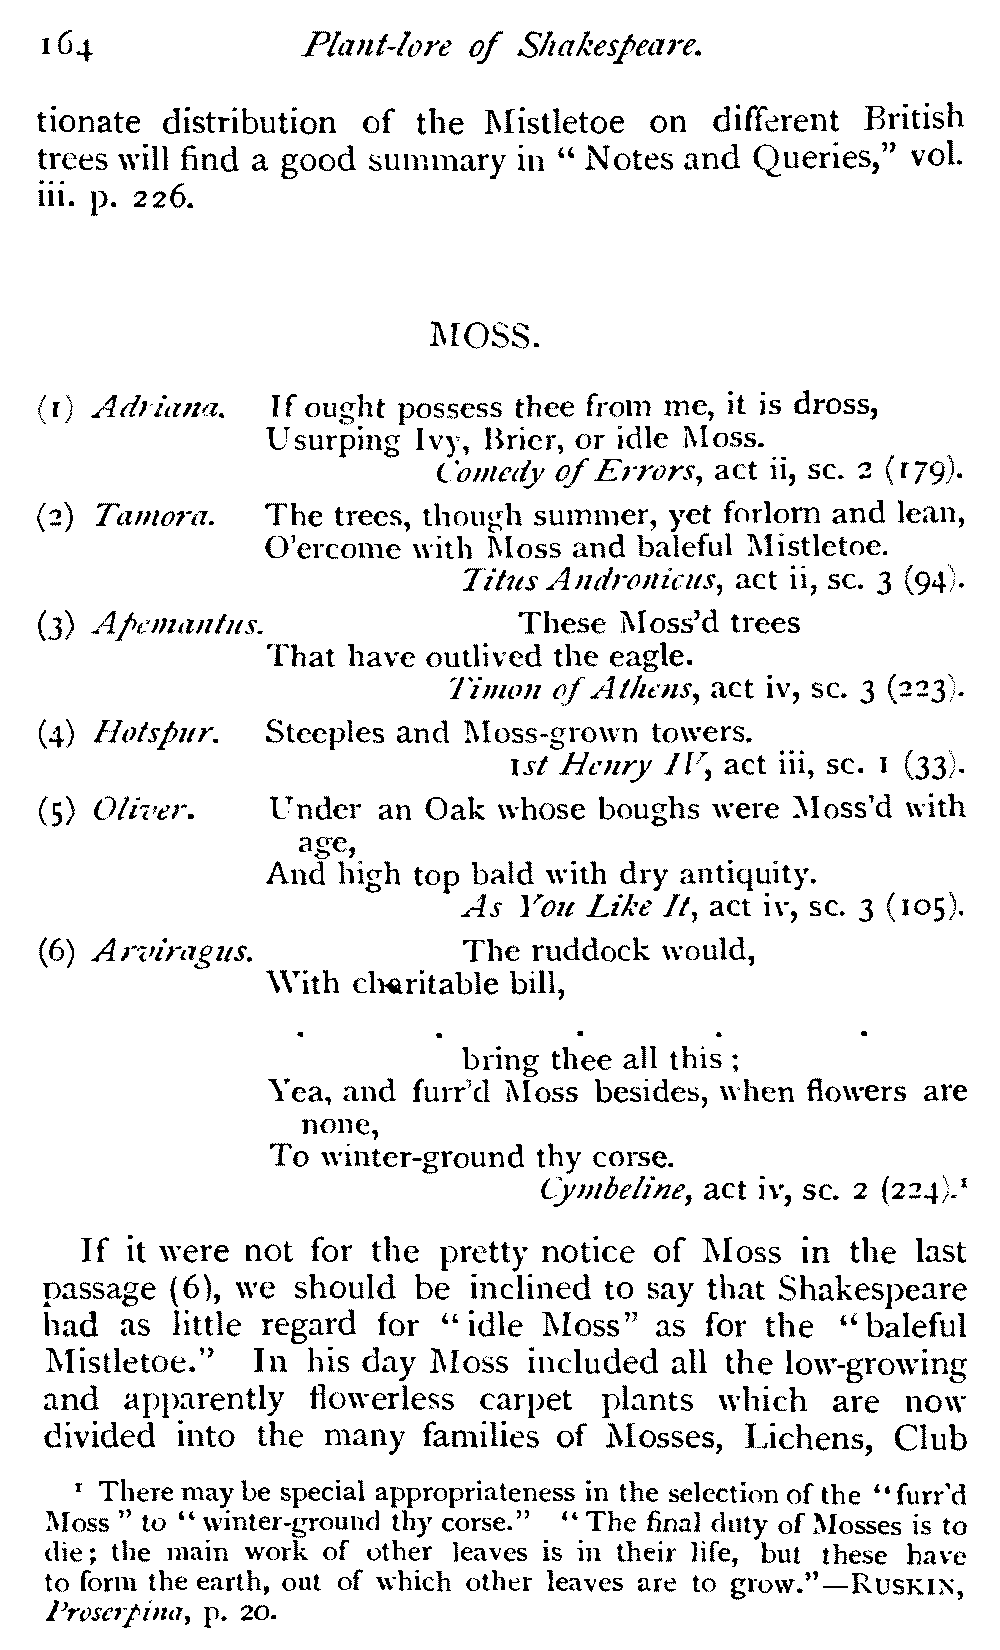 164 Plant-lore of Shakespeare.
tionate distribution of the Mistletoe on different British
trees will find a good summary in “ Notes and Queries,” vol.
iii. p. 226.
MOSS.
(1) Adriana. If ought possess thee from me, it is dross,
Usurping Ivy, Brier, or idle Moss.
Comedy of Errors, act ii, sc. 2 (179).
(2) Tamora. The trees, though summer, yet forlorn and lean,
O’ercome with Moss and baleful Mistletoe.
Titus Andronicus, act ii, sc. 3 (94).
(3) Apemantus. These Moss’d trees
That have outlived the eagle.
Timon of Athens, act iv, sc. 3 (223).
(4) Hotspur. Steeples and Moss-grown towers.
1st Henry IV, act iii, sc. 1 (33).
(5) Oliver. Under an Oak whose boughs were Moss’d with
age,
And high top bald with dry antiquity.
As You Like It, act iv, sc. 3 (105).
(6) Arviragus. The ruddock would,
With charitable bill,
. . . . .
bring thee all this ;
Yea, and furr’d Moss besides, when flowers are
none,
To winter-ground thy corse.
Cymbeline, act iv, sc. 2 (224).¹
If it were not for the pretty notice of Moss in the last
passage (6), we should be inclined to say that Shakespeare
had as little regard for “idle Moss” as for the “baleful
Mistletoe.” In his day Moss included all the low-growing
and apparently flowerless carpet plants which are now
divided into the many families of Mosses, Lichens, Club
¹ There may be special appropriateness in the selection of the “furr’d
Moss ” to “winter-ground thy corse.” “The final duty of Mosses is to
die; the main work of other leaves is in their life, but these have
to form the earth, out of which other leaves are to grow.”—RUSKIN,
Proserpina, p. 20.